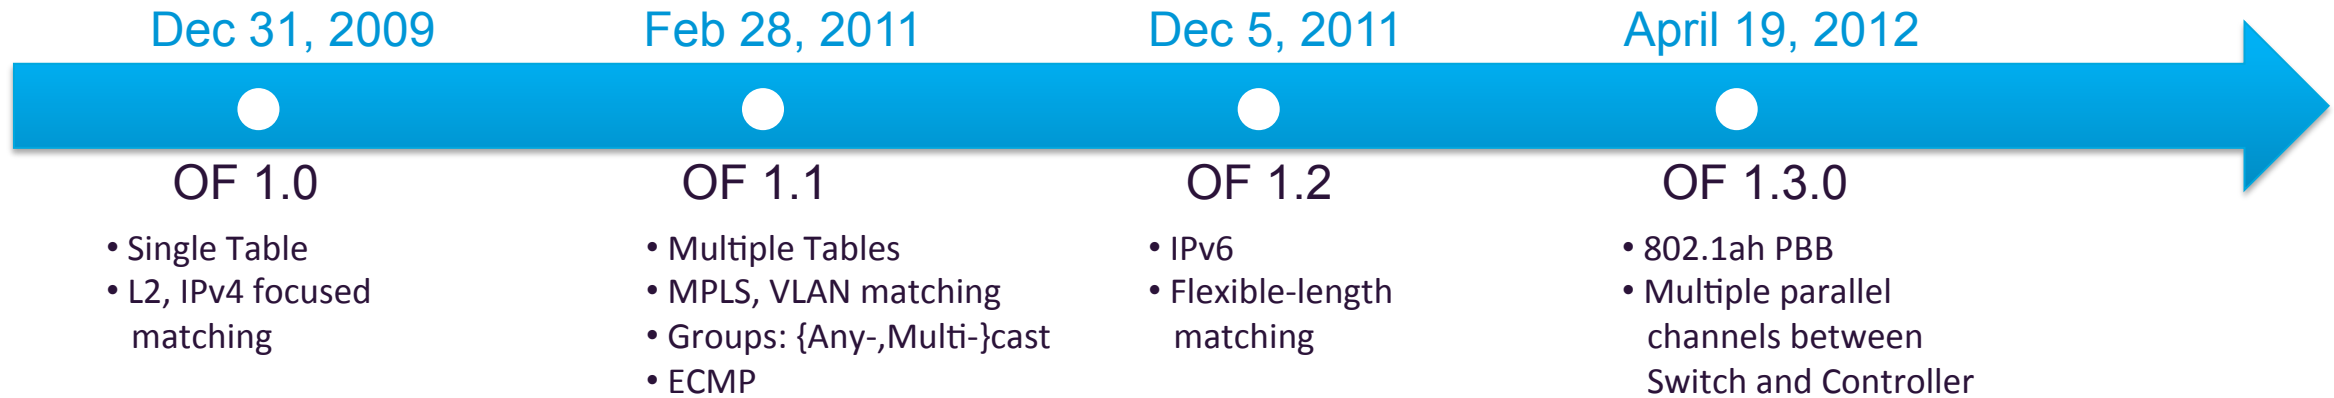 Dec 31, 2009
Feb 28, 2011
Dec 5, 2011
April 19, 2012
OF 1.0
OF 1.1
OF 1.2
OF 1.3.0
• Single Table
• L2, IPv4 focused
matching
• Multiple Tables
• MPLS, VLAN matching
• Groups: {Any-,Multi-}cast
• ECMP
• IPv6
• Flexible-length
matching
• 802.1ah PBB
• Multiple parallel
channels between
Switch and Controller